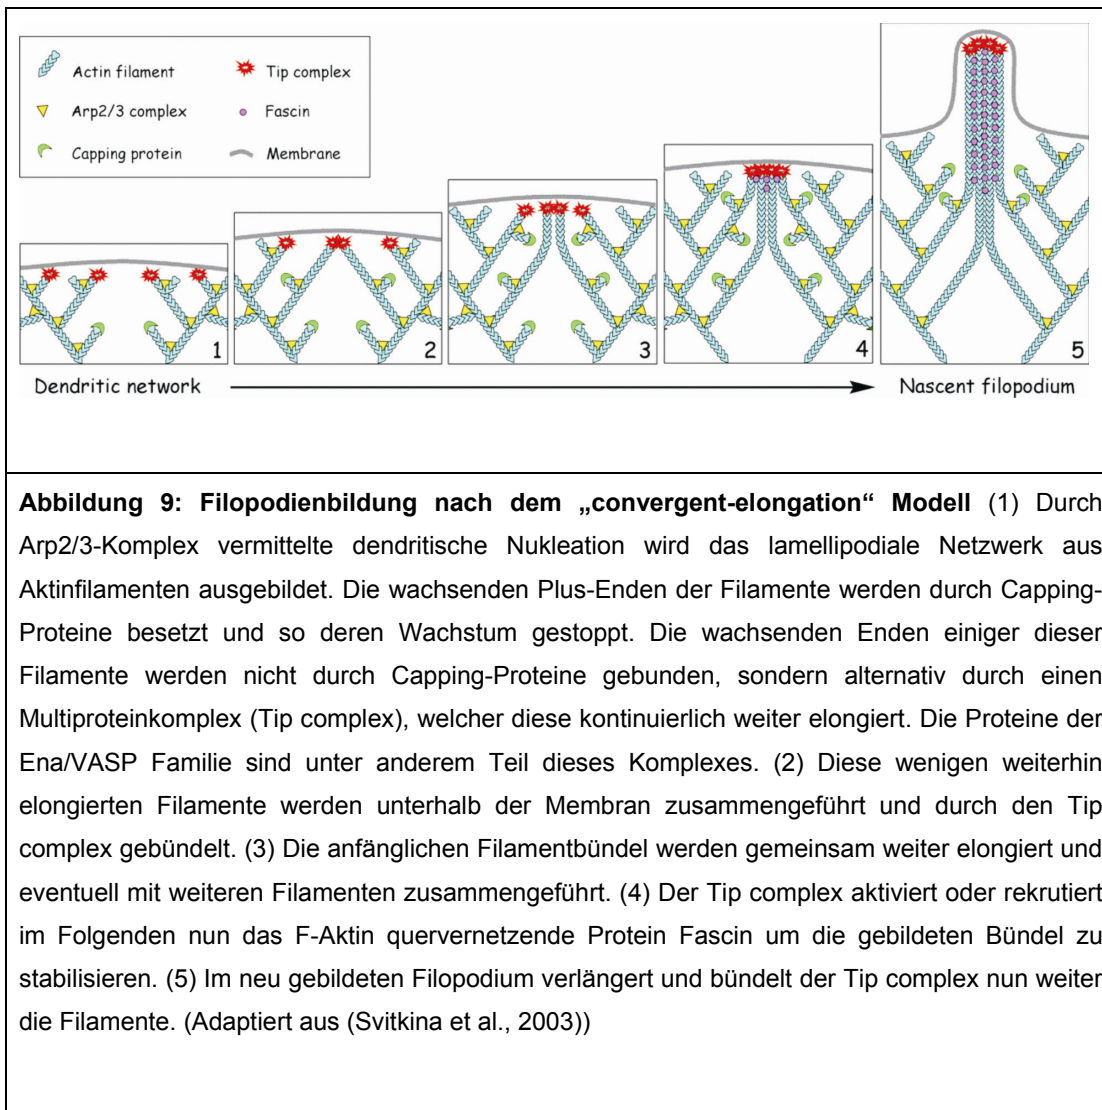 Actin filament
Tip complex
Arp2/3 complex
Fascin
Capping protein
Membrane
1
2
3
4
5
Dendritic network
Nascent filopodium
Abbildung 9: Filopodienbildung nach dem „convergent-elongation“ Modell (1) Durch
Arp2/3-Komplex vermittelte dendritische Nukleation wird das lamellipodiale Netzwerk aus
Aktinfilamenten ausgebildet. Die wachsenden Plus-Enden der Filamente werden durch Capping-
Proteine besetzt und so deren Wachstum gestoppt. Die wachsenden Enden einiger dieser
Filamente werden nicht durch Capping-Proteine gebunden, sondern alternativ durch einen
Multiproteinkomplex (Tip complex), welcher diese kontinuierlich weiter elongiert. Die Proteine der
Ena/VASP Familie sind unter anderem Teil dieses Komplexes. (2) Diese wenigen weiterhin
elongierten Filamente werden unterhalb der Membran zusammengeführt und durch den Tip
complex gebündelt. (3) Die anfänglichen Filamentbündel werden gemeinsam weiter elongiert und
eventuell mit weiteren Filamenten zusammengeführt. (4) Der Tip complex aktiviert oder rekrutiert
im Folgenden nun das F-Aktin quervernetzende Protein Fascin um die gebildeten Bündel zu
stabilisieren. (5) Im neu gebildeten Filopodium verlängert und bündelt der Tip complex nun weiter
die Filamente. (Adaptiert aus (Svitkina et al., 2003))